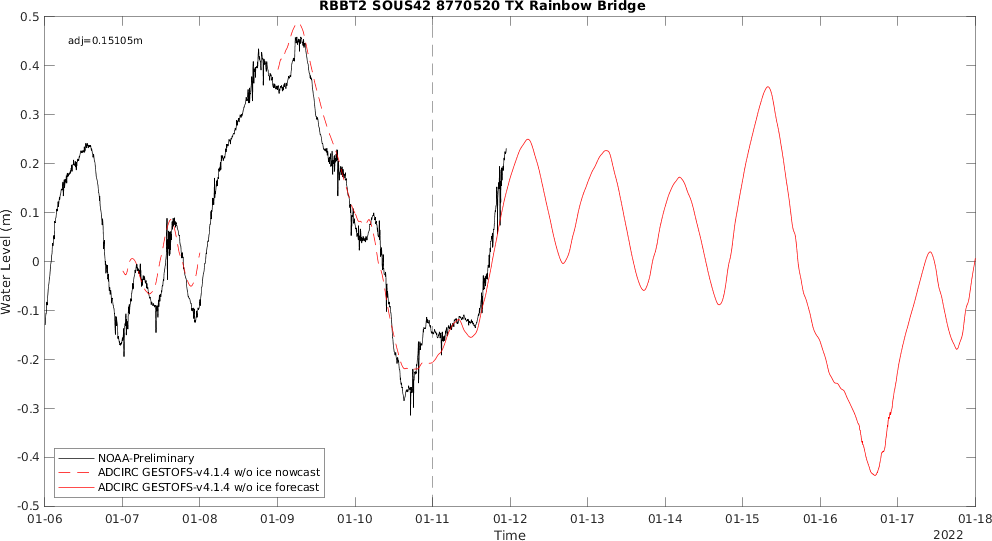 RBBT2 SOUS42 8770520 TX Rainbow Bridge
adj=0.15105m
0.5
0.4
0.3
0.2
0.1
0
-0.1
-0.2
-0.3
-0.4
-0.5
Water Level (m)
NOAA-Preliminary
ADCIRC GESTOFS-v4.1.4 w/o ice nowcast
ADCIRC GESTOFS-v4.1.4 w/o ice forecast
01-06 01-07 01-08 01-09 01-10 01-11 01-12 01-13 01-14 01-15 01-16 01-17 01-18
Time
2022